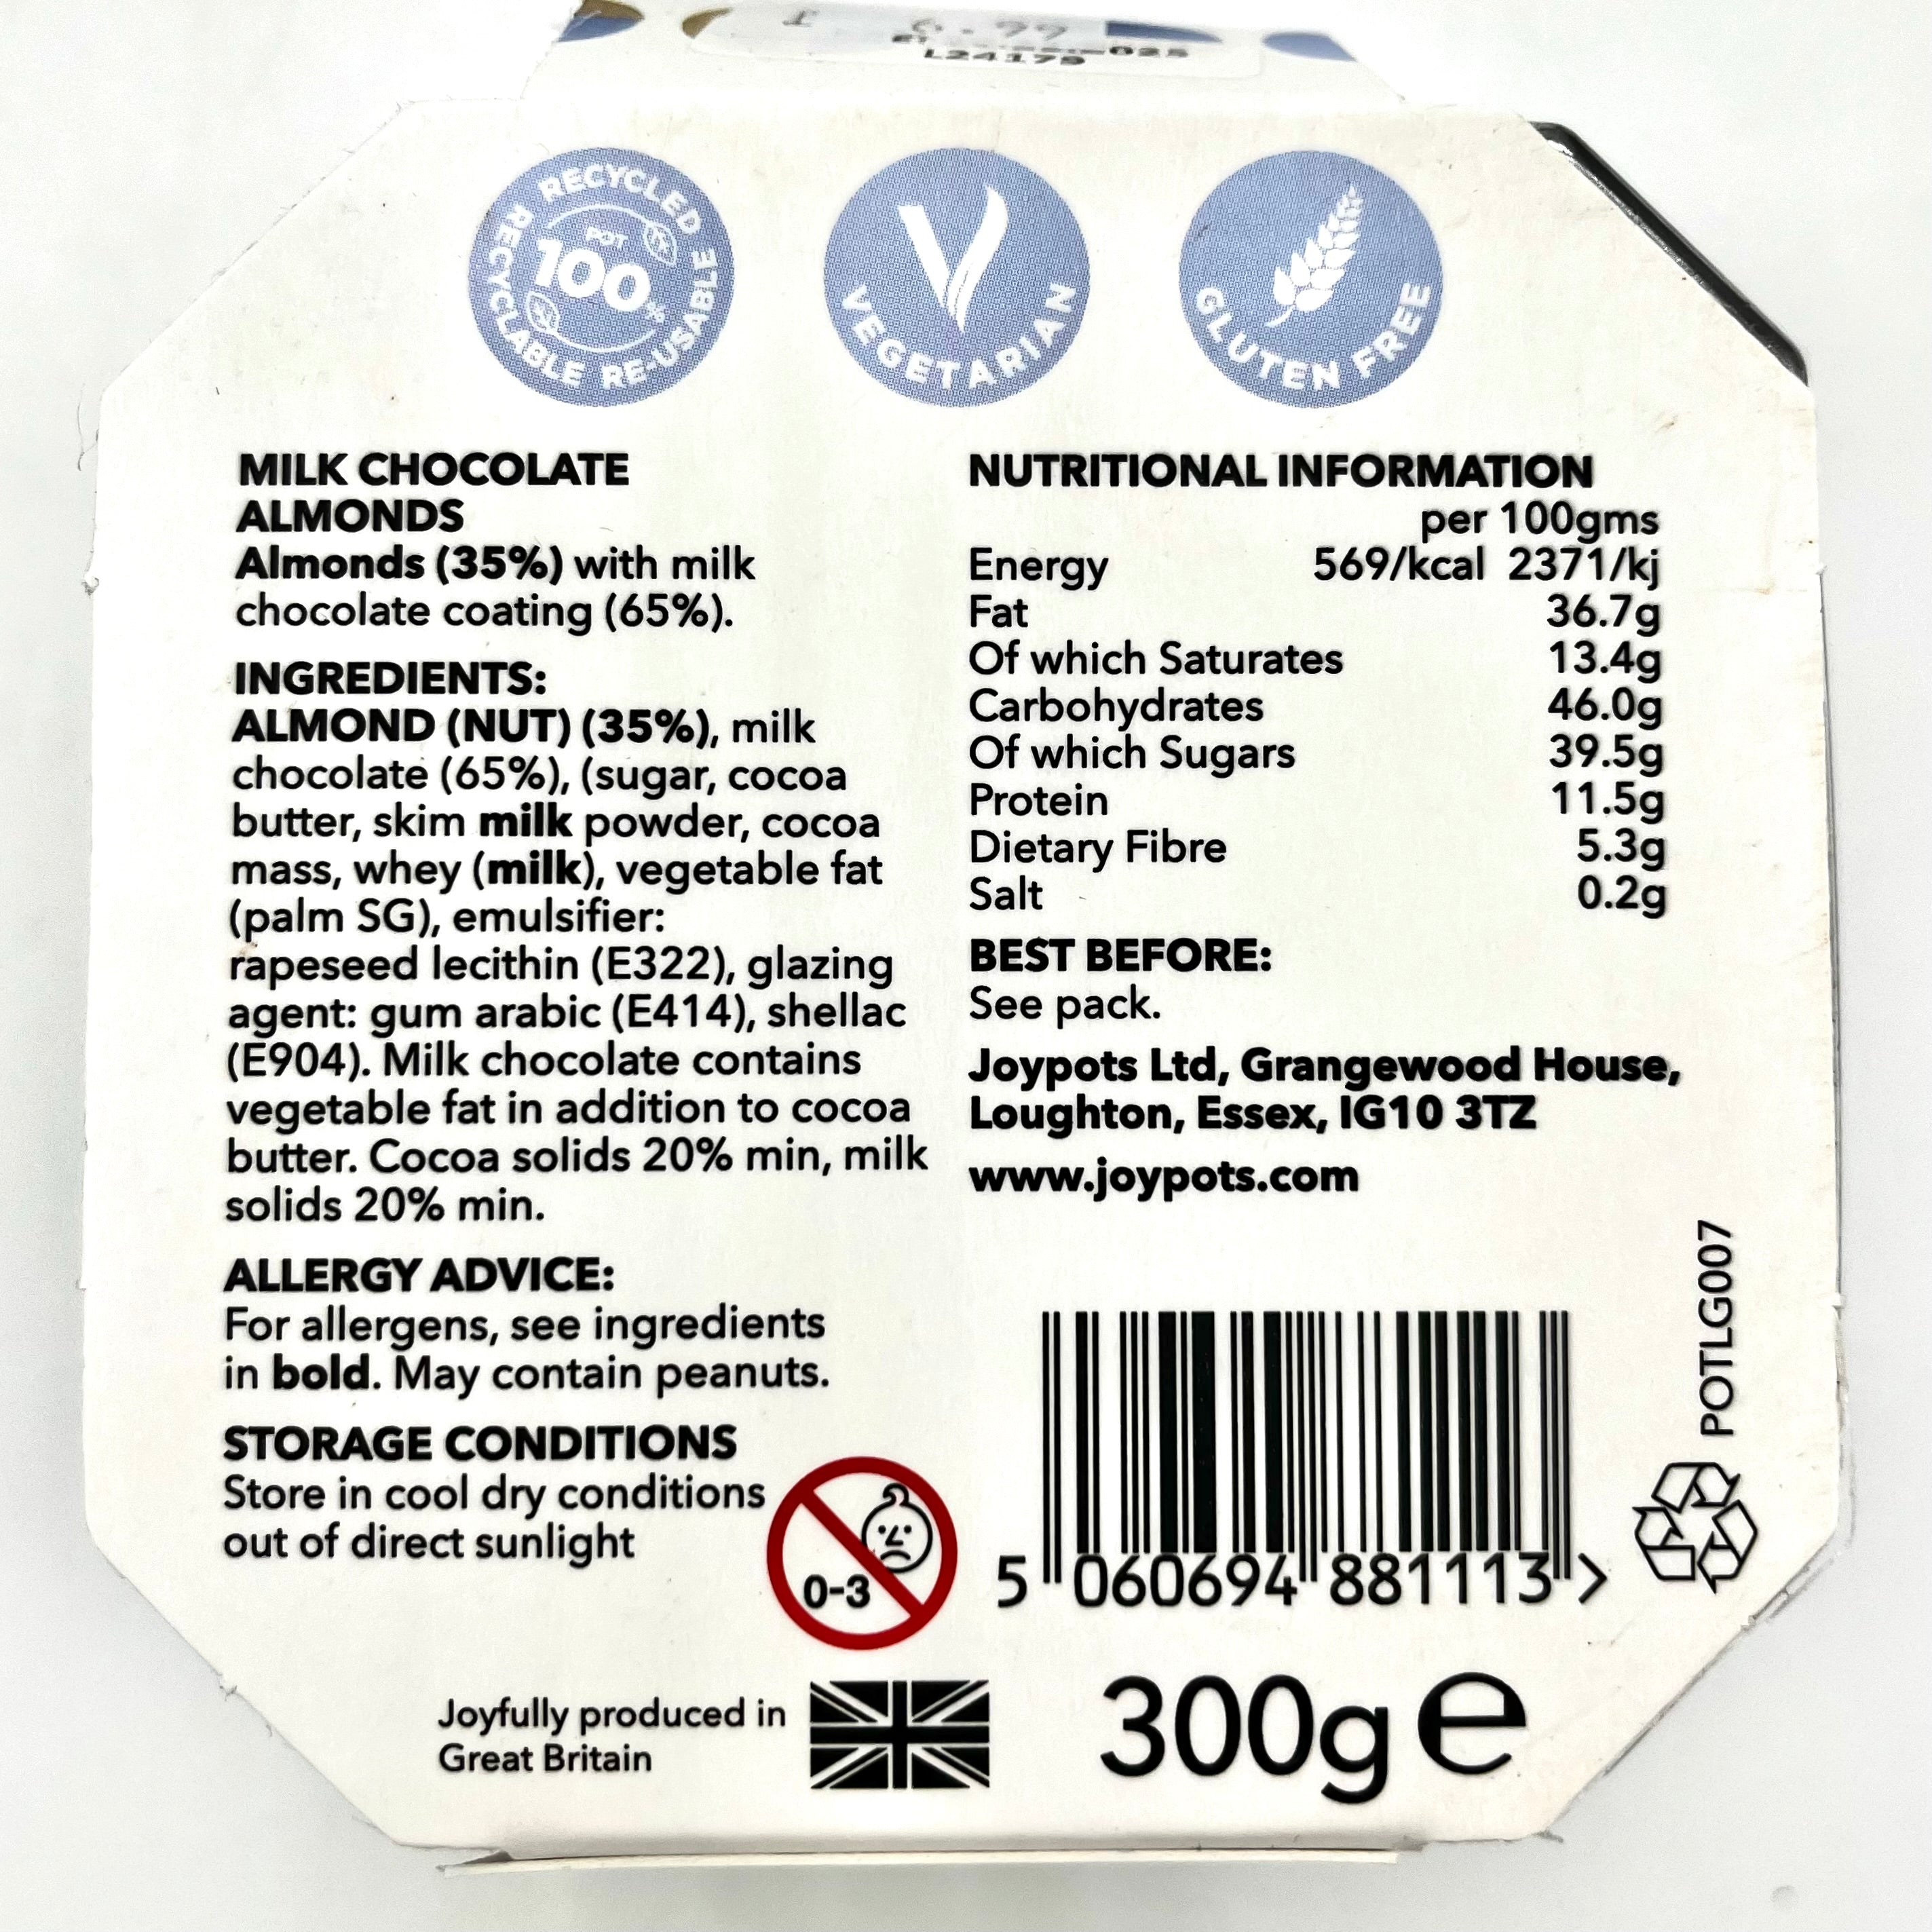 £ 6.99
025
L24179
RECYCLED RE-USABLE RECYCLABLE
POT
100%
VEGETARIAN
GLUTEN FREE
MILK CHOCOLATE
ALMONDS
Almonds (35%) with milk
chocolate coating (65%).
INGREDIENTS:
ALMOND (NUT) (35%), milk
chocolate (65%), (sugar, cocoa
butter, skim milk powder, cocoa
mass, whey (milk), vegetable fat
(palm SG), emulsifier:
rapeseed lecithin (E322), glazing
agent: gum arabic (E414), shellac
(E904). Milk chocolate contains
vegetable fat in addition to cocoa
butter. Cocoa solids 20% min, milk
solids 20% min.
ALLERGY ADVICE:
For allergens, see ingredients
in bold. May contain peanuts.
STORAGE CONDITIONS
Store in cool dry conditions
out of direct sunlight
0-3
Joyfully produced in
Great Britain
NUTRITIONAL INFORMATION
per 100gms
Energy 569/kcal 2371/kj
Fat 36.7g
Of which Saturates 13.4g
Carbohydrates 46.0g
Of which Sugars 39.5g
Protein 11.5g
Dietary Fibre 5.3g
Salt 0.2g
BEST BEFORE:
See pack.
Joypots Ltd, Grangewood House,
Loughton, Essex, IG10 3TZ
www.joypots.com
POTLG007
5 060694 881113 >
300g e